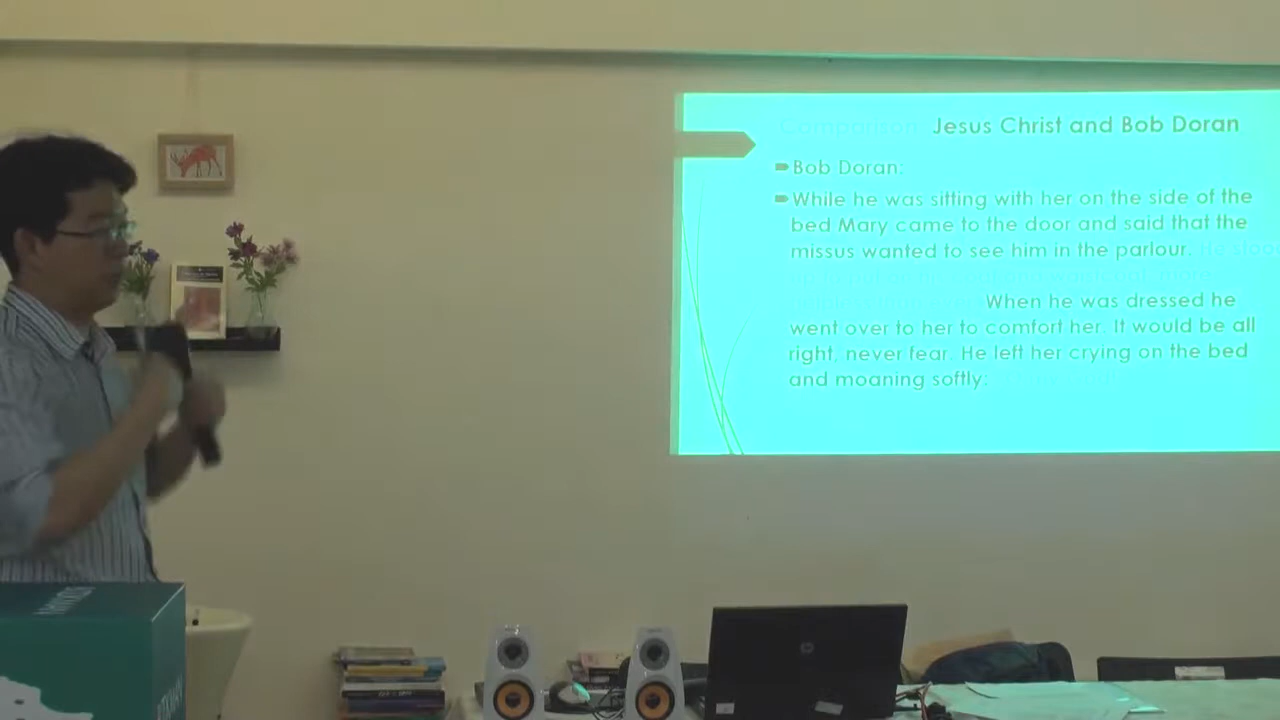 Comparison: Jesus Christ and Bob Doran
Bob Doran:
While he was sitting with her on the side of the
bed Mary came to the door and said that the
missus wanted to see him in the parlour. He stood
When he was dressed he
went over to her to comfort her. It would be all
right, never fear. He left her crying on the bed
and moaning softly: